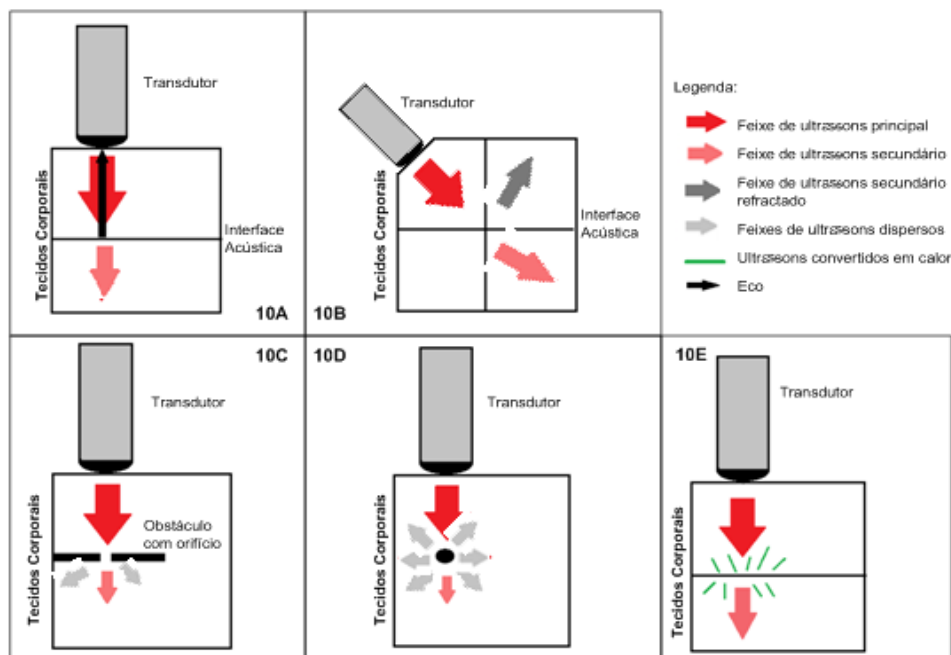 Transdutor
Tecidos Corporais
Interface
Acústica
10A
Transdutor
Tecidos Corporais
Interface
Acústica
10B
Legenda:
Feixe de ultrassons principal
Feixe de ultrassons secundário
Feixe de ultrassons secundário
refractado
Feixes de ultrassons dispersos
Ultrassons convertidos em calor
Eco
10C
Transdutor
Tecidos Corporais
Obstáculo
com orifício
10D
Transdutor
Tecidos Corporais
10E
Transdutor
Tecidos Corporais